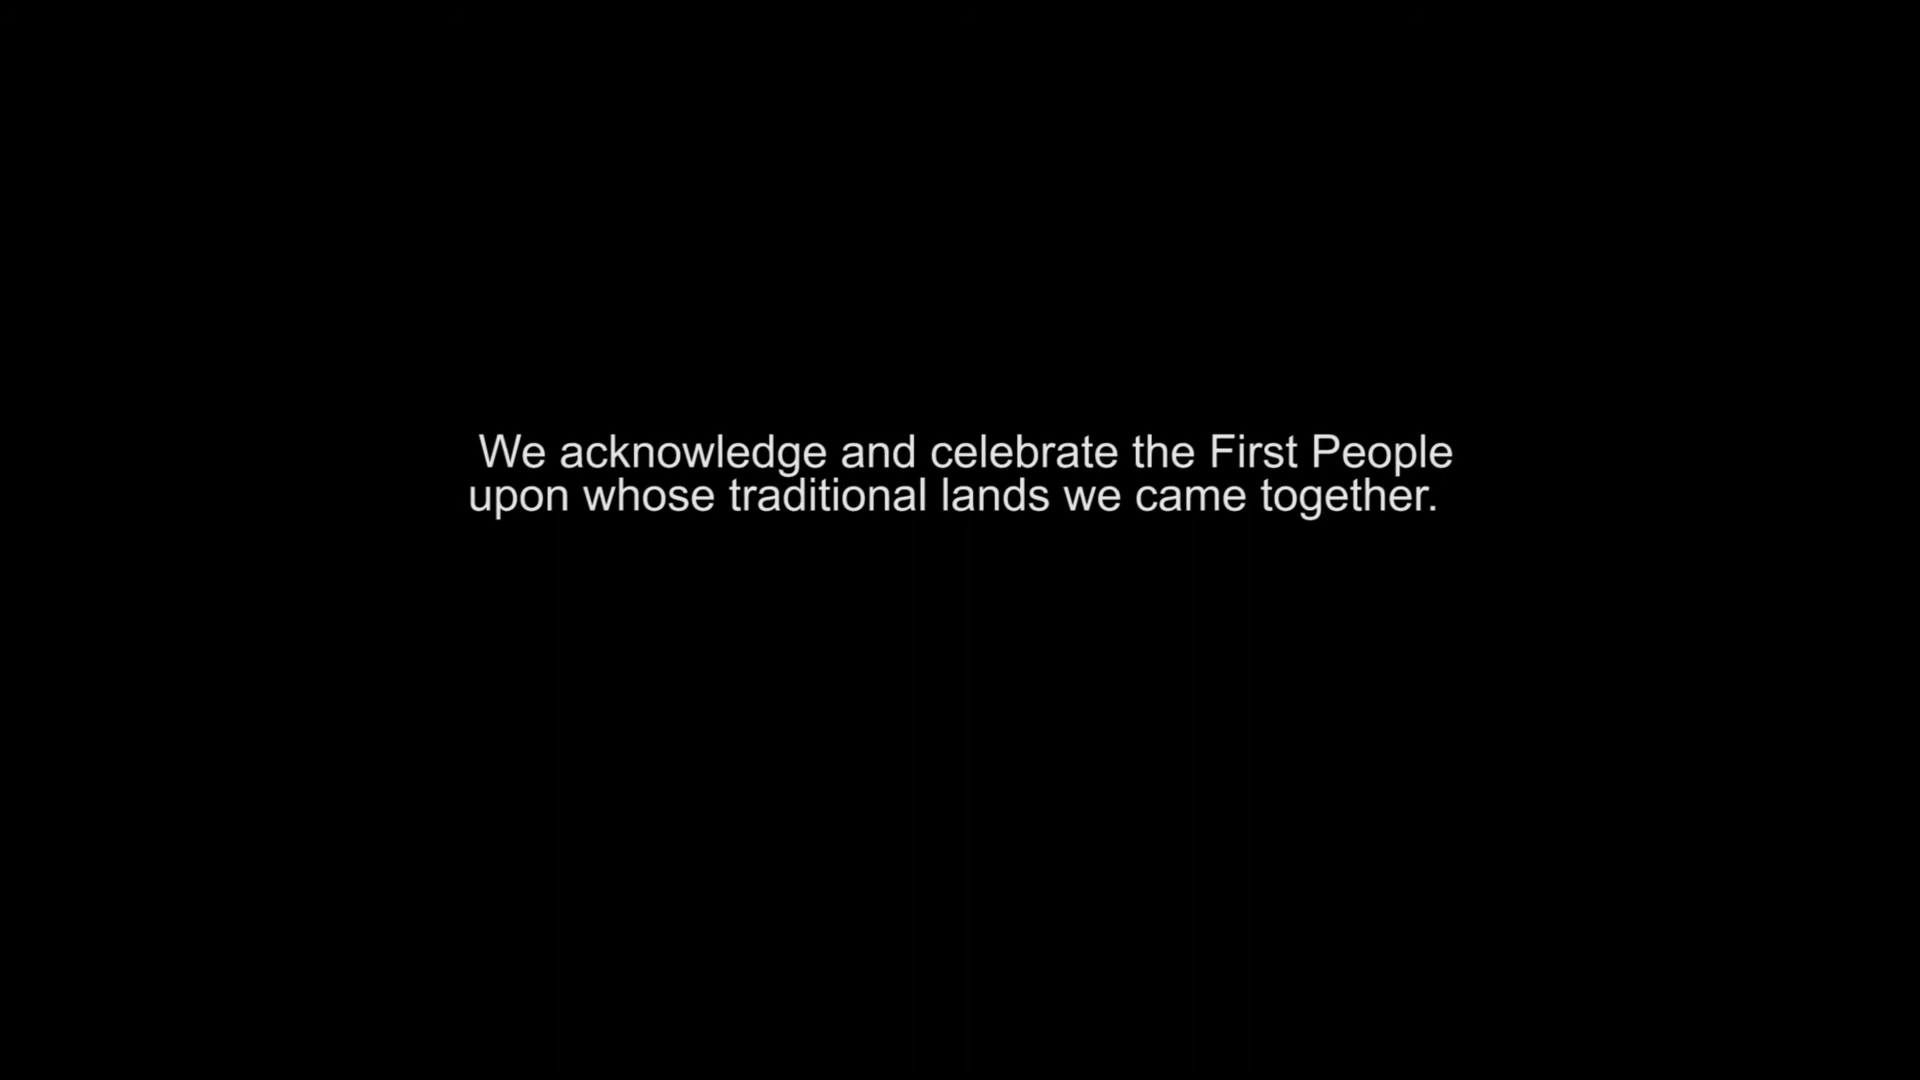 We acknowledge and celebrate the First People
upon whose traditional lands we came together.